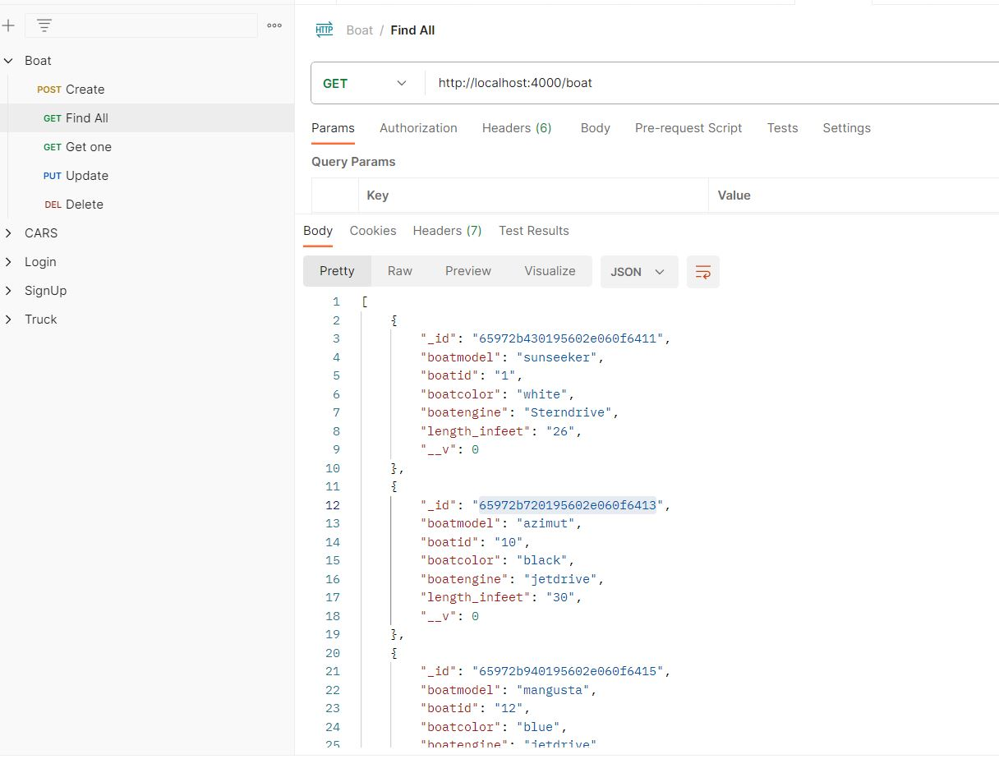 Boat
POST Create
GET Find All
GET Get one
PUT Update
DEL Delete
CARS
Login
SignUp
Truck
HTTP Boat / Find All
GET http://localhost:4000/boat
Params Authorization Headers (6) Body Pre-request Script Tests Settings
Query Params
Key Value
Body Cookies Headers (7) Test Results
Pretty Raw Preview Visualize JSON
1 [
2 {
3 "_id": "65972b430195602e060f6411",
4 "boatmodel": "sunseeker",
5 "boatid": "1",
6 "boatcolor": "white",
7 "boatengine": "Sterndrive",
8 "length_infeet": "26",
9 "__v": 0
10 },
11 {
12 "_id": "65972b720195602e060f6413",
13 "boatmodel": "azimut",
14 "boatid": "10",
15 "boatcolor": "black",
16 "boatengine": "jetdrive",
17 "length_infeet": "30",
18 "__v": 0
19 },
20 {
21 "_id": "65972b940195602e060f6415",
22 "boatmodel": "mangusta",
23 "boatid": "12",
24 "boatcolor": "blue",
25 "boatengine": "jetdrive"